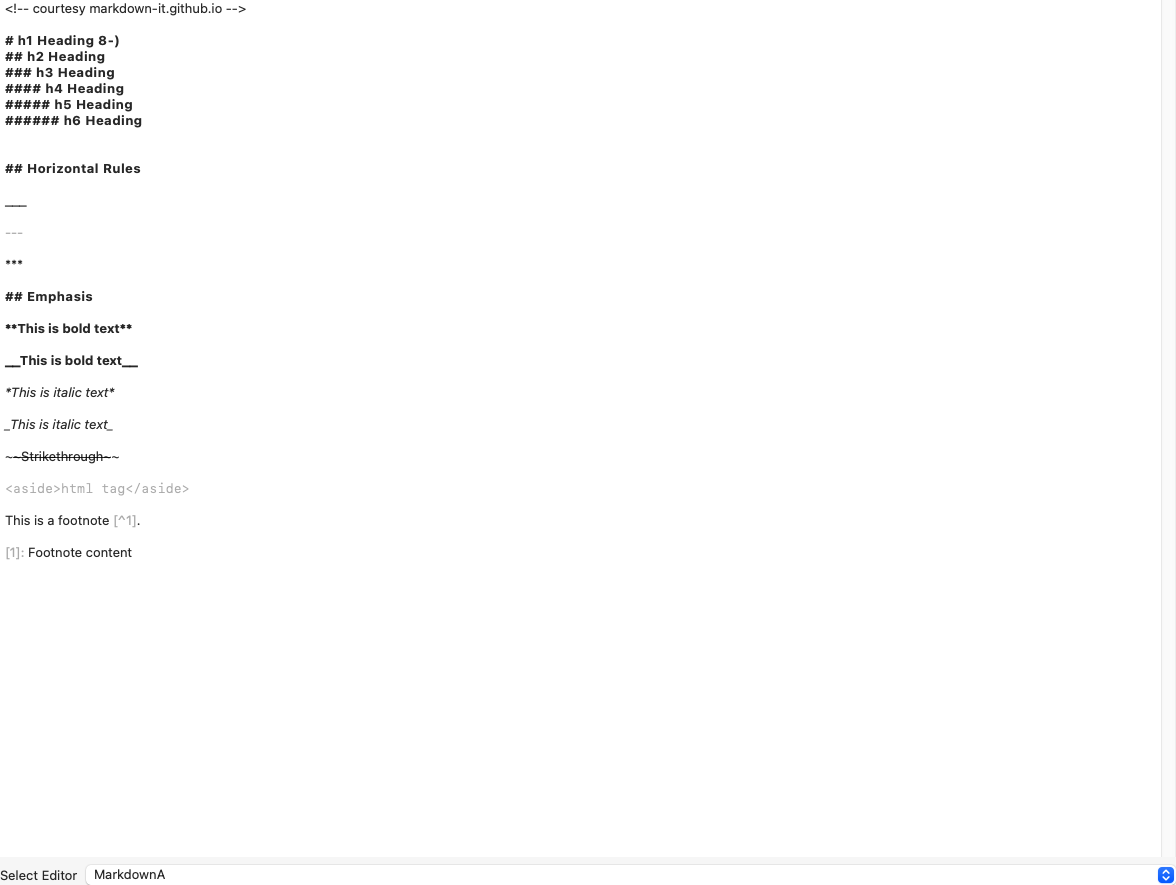 <!-- courtesy markdown-it.github.io -->
# h1 Heading 8-)
## h2 Heading
### h3 Heading
#### h4 Heading
##### h5 Heading
###### h6 Heading
## Horizontal Rules
___
---
***
## Emphasis
**This is bold text**
__This is bold text__
*This is italic text*
_This is italic text_
~~Strikethrough~~
<aside>html tag</aside>
This is a footnote [^1].
[1]: Footnote content
Select Editor MarkdownA